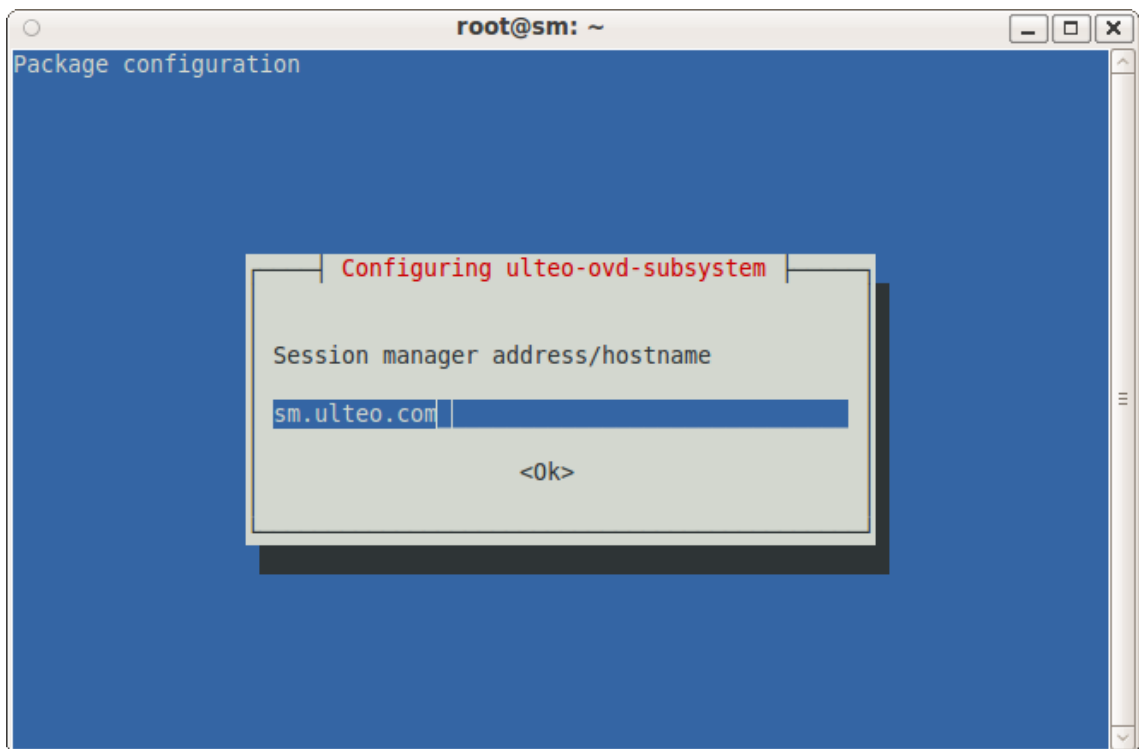 root@sm: ~
Package configuration
Configuring ulteo-ovd-subsystem
Session manager address/hostname
sm.ulteo.com
<Ok>